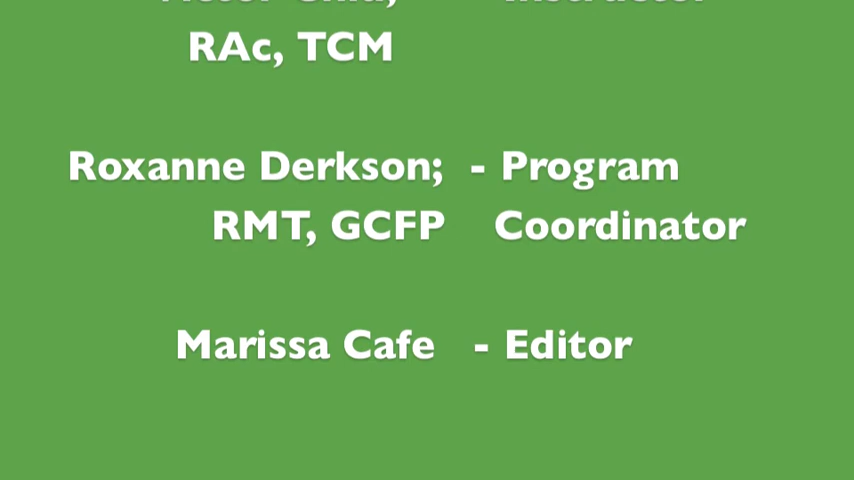 RAc, TCM
Roxanne Derkson; - Program
RMT, GCFP Coordinator
Marissa Cafe - Editor